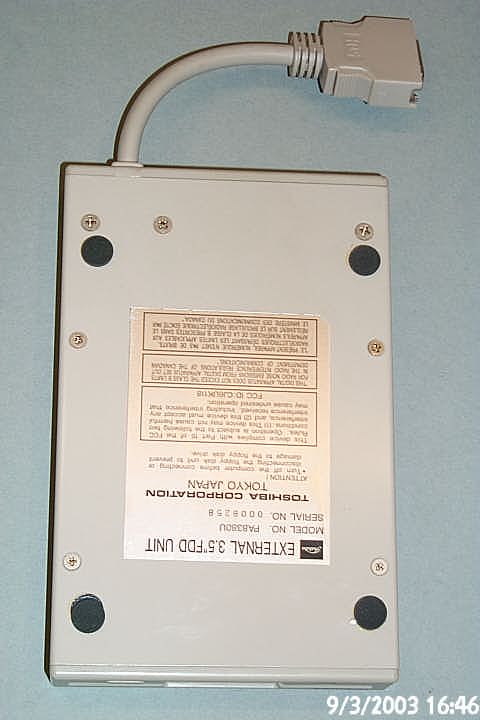 EXTERNAL 3.5"FDD UNIT
MODEL NO. PA8380U
SERIAL NO. 0008258
TOSHIBA CORPORATION
TOKYO JAPAN
ATTENTION !
• Turn off the computer before connecting or
disconnecting the floppy disk unit to prevent
damage to the floppy disk drive.
This device complies with Part 15 of the FCC
Rules. Operation is subject to the following two
conditions: (1) This device may not cause harmful
interference, and (2) this device must accept any
interference received, including interference that
may cause undesired operation.
FCC ID:CJ6UK118
THIS DIGITAL APPARATUS DOES NOT EXCEED THE CLASS B LIMITS
FOR RADIO NOISE EMISSIONS FROM DIGITAL APPARATUS SET OUT
IN THE RADIO INTERFERENCE REGULATIONS OF THE CANADIAN
DEPARTMENT OF COMMUNICATIONS.
"LE PRESENT APPAREIL NUMERIQUE N'EMET PAS DE BRUITS
RADIOELECTRIQUES DEPASSANT LES LIMITES APPLICABLES AUX
APPAREILS NUMERIQUES DE LA CLASSE B PRESCRITES DANS LE
REGLEMENT SUR LE BROUILLAGE RADIOELECTRIQUE EDICTE PAR
LE MINISTERE DES COMMUNICATIONS DU CANADA."
9/3/2003 16:46